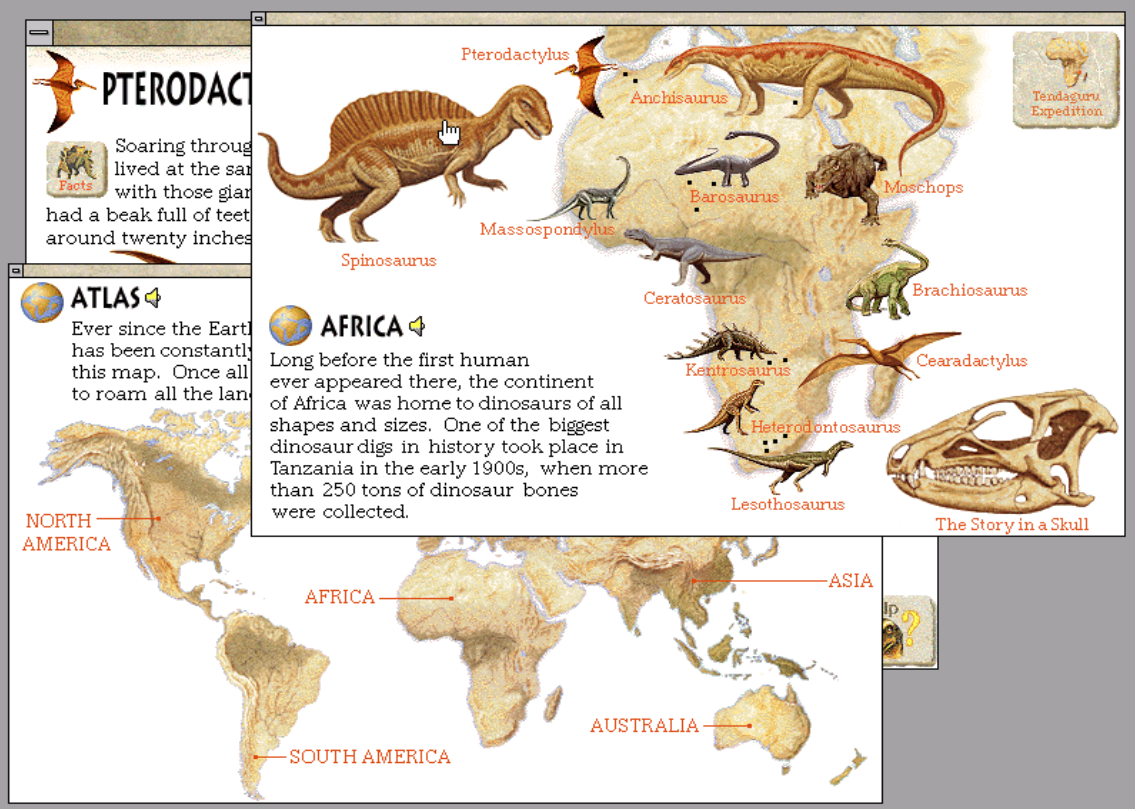 PTERODACT
Soaring throug
lived at the sa
with those gian
had a beak full of teet
around twenty inches
Facts
ATLAS
Ever since the Eart
has been constantly
this map. Once all
to roam all the lan
NORTH
AMERICA
AFRICA
ASIA
AUSTRALIA
SOUTH AMERICA
lp
?
Pterodactylus
Anchisaurus
Tendaguru
Expedition
Barosaurus
Moschops
Massospondylus
Spinosaurus
Ceratosaurus
Brachiosaurus
AFRICA
Long before the first human
ever appeared there, the continent
of Africa was home to dinosaurs of all
shapes and sizes. One of the biggest
dinosaur digs in history took place in
Tanzania in the early 1900s, when more
than 250 tons of dinosaur bones
were collected.
Kentrosaurus
Cearadactylus
Heterodontosaurus
Lesothosaurus
The Story in a Skull